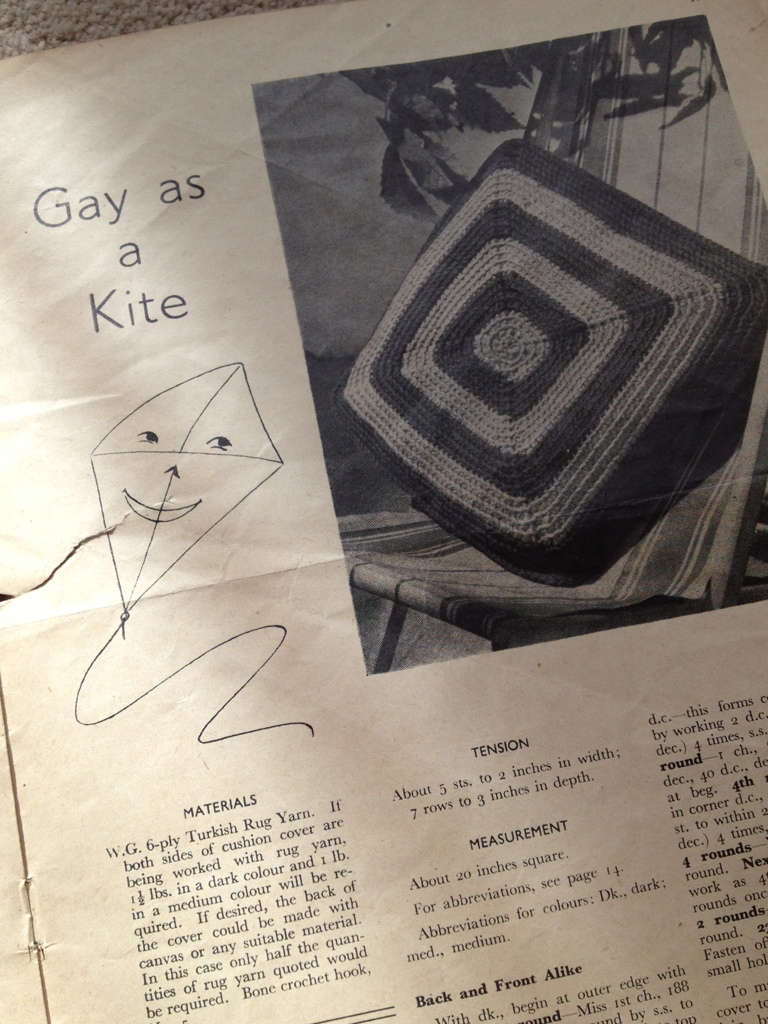 Gay as
a
Kite
MATERIALS
W.G. 6-ply Turkish Rug Yarn. If
both sides of cushion cover are
being worked with rug yarn,
1½ lbs. in a dark colour and 1 lb.
in a medium colour will be re-
quired. If desired, the back of
the cover could be made with
canvas or any suitable material.
In this case only half the quan-
tities of rug yarn quoted would
be required. Bone crochet hook,
TENSION
About 5 sts. to 2 inches in width;
7 rows to 3 inches in depth.
MEASUREMENT
About 20 inches square.
For abbreviations, see page 14.
Abbreviations for colours: Dk., dark;
med., medium.
Back and Front Alike
With dk., begin at outer edge with
round—Miss 1st ch., 188
by s.s. to
d.c.—this forms
by working 2 d.c.
dec.) 4 times, s.s.
round—1 ch.,
dec., 40 d.c.,
at beg. 4th
in corner d.c.,
st. to within 2
dec.) 4 times,
4 rounds—
round. Nex
work as 4
rounds onc
2 rounds
round.
Fasten of
small hol
To m
cover to